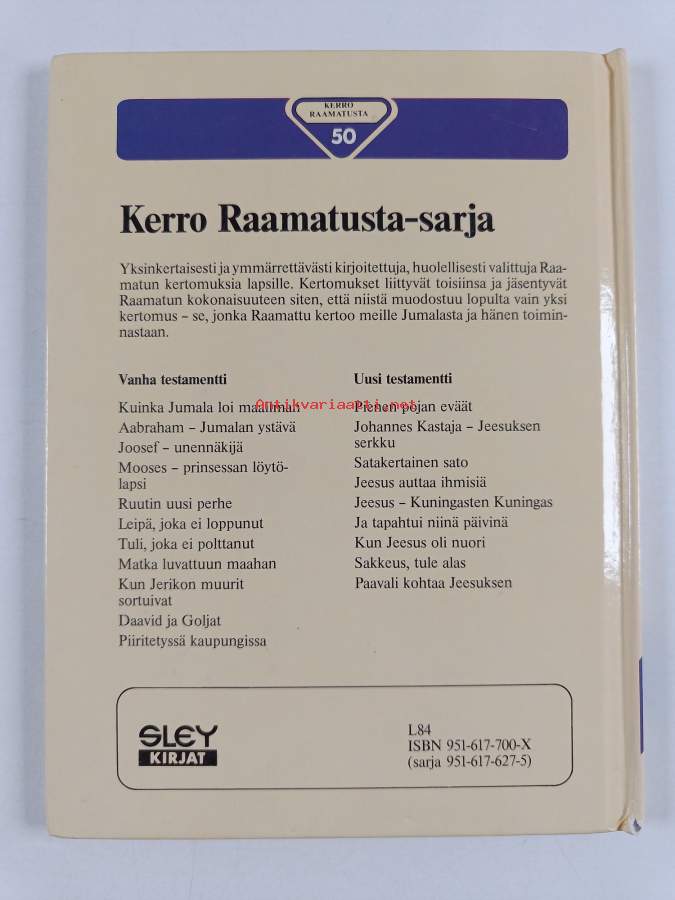 KERRO
RAAMATUSTA
50
Kerro Raamatusta-sarja
Yksinkertaisesti ja ymmärrettävästi kirjoitettuja, huolellisesti valittuja Raa-
matun kertomuksia lapsille. Kertomukset liittyvät toisiinsa ja jäsentyvät
Raamatun kokonaisuuteen siten, että niistä muodostuu lopulta vain yksi
kertomus – se, jonka Raamattu kertoo meille Jumalasta ja hänen toimin-
nastaan.
Vanha testamentti
Kuinka Jumala loi maailman
Aabraham – Jumalan ystävä
Joosef – unennäkijä
Mooses – prinsessan löytö-
lapsi
Ruutin uusi perhe
Leipä, joka ei loppunut
Tuli, joka ei polttanut
Matka luvattuun maahan
Kun Jerikon muurit
sortuivat
Daavid ja Goljat
Piiritetyssä kaupungissa
Uusi testamentti
Pienen pojan eväät
Johannes Kastaja – Jeesuksen
serkku
Satakertainen sato
Jeesus auttaa ihmisiä
Jeesus – Kuningasten Kuningas
Ja tapahtui niinä päivinä
Kun Jeesus oli nuori
Sakkeus, tule alas
Paavali kohtaa Jeesuksen
Antikvariaatti.net
SLEY
KIRJAT
L84
ISBN 951-617-700-X
(sarja 951-617-627-5)